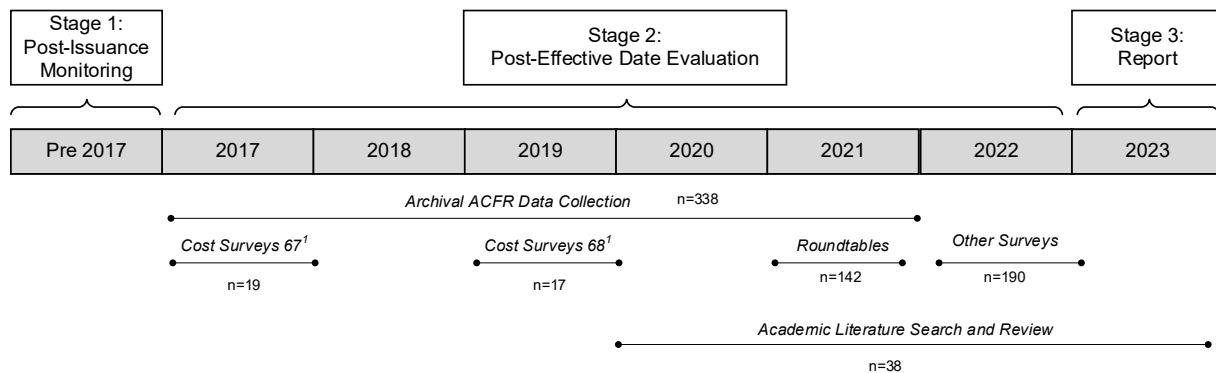 Stage 1:
Post-Issuance
Monitoring
Stage 2:
Post-Effective Date Evaluation
Stage 3:
Report
Pre 2017
2017
2018
2019
2020
2021
2022
2023
Archival ACFR Data Collection n=338
Cost Surveys 67¹
n=19
Cost Surveys 68¹
n=17
Roundtables
n=142
Other Surveys
n=190
Academic Literature Search and Review
n=38